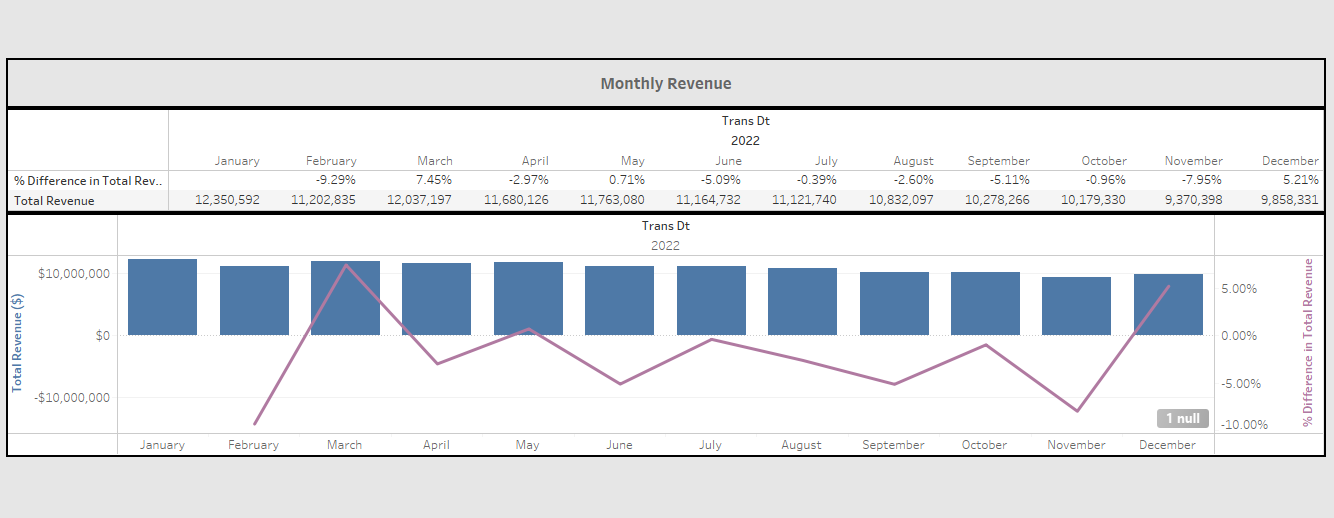 Monthly Revenue
Trans Dt
2022
January February March April May June July August September October November December
% Difference in Total Rev.. -9.29% 7.45% -2.97% 0.71% -5.09% -0.39% -2.60% -5.11% -0.96% -7.95% 5.21%
Total Revenue 12,350,592 11,202,835 12,037,197 11,680,126 11,763,080 11,164,732 11,121,740 10,832,097 10,278,266 10,179,330 9,370,398 9,858,331
Trans Dt
2022
Total Revenue ($)
$10,000,000
$0
-$10,000,000
5.00%
0.00%
-5.00%
-10.00%
% Difference in Total Revenue
1 null
January February March April May June July August September October November December